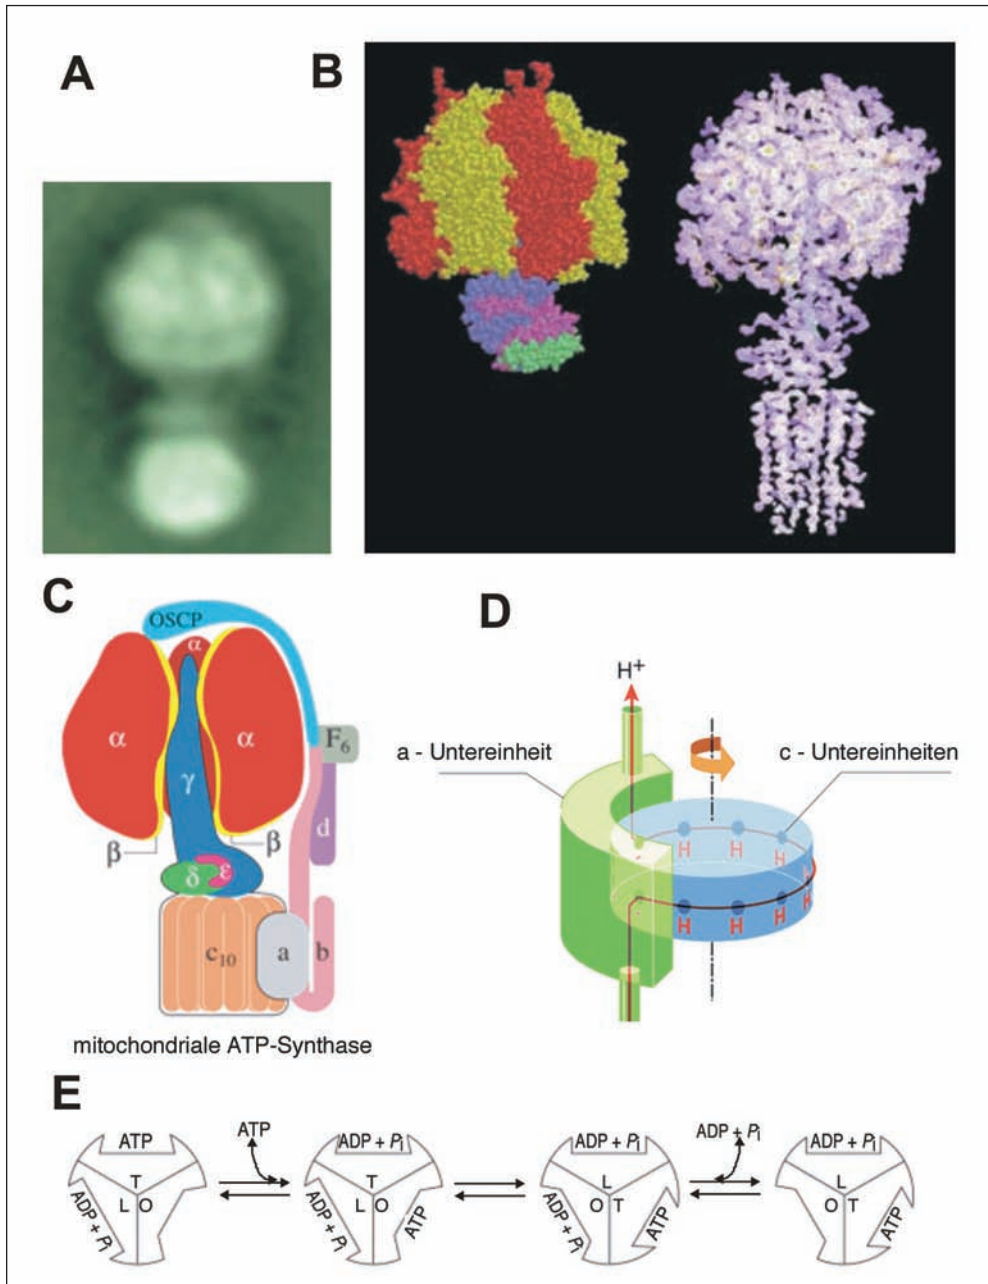 A
B
C
OSCP
α
α
α
γ
F6
d
β
β
δ
ε
c10
a
b
mitochondriale ATP-Synthase
D
H+
a - Untereinheit
c - Untereinheiten
H
H
H
H
H
H
H
H
E
ATP
T
L O
ADP + Pi
ATP
ADP + Pi
T
L O
ADP + Pi
ATP
ADP + Pi
L
O T
ADP + Pi
ATP
ADP + Pi
ADP + Pi
L
O T
ATP